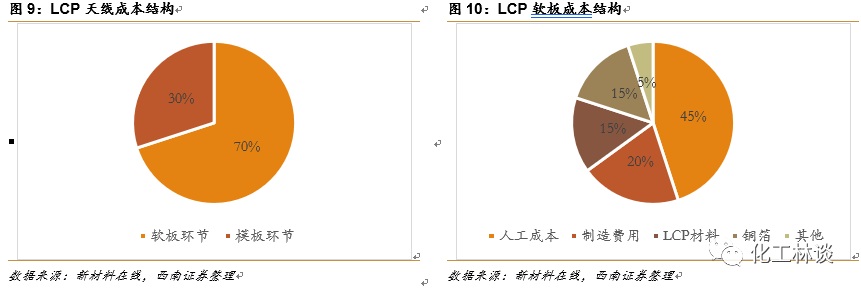 图 9：LCP 天线成本结构
30%
70%
软板环节 模板环节
数据来源：新材料在线，西南证券整理
图 10：LCP 软板成本结构
5%
15%
45%
15%
20%
人工成本 制造费用 LCP材料 铜箔 其他
化工林谈
数据来源：新材料在线，西南证券整理